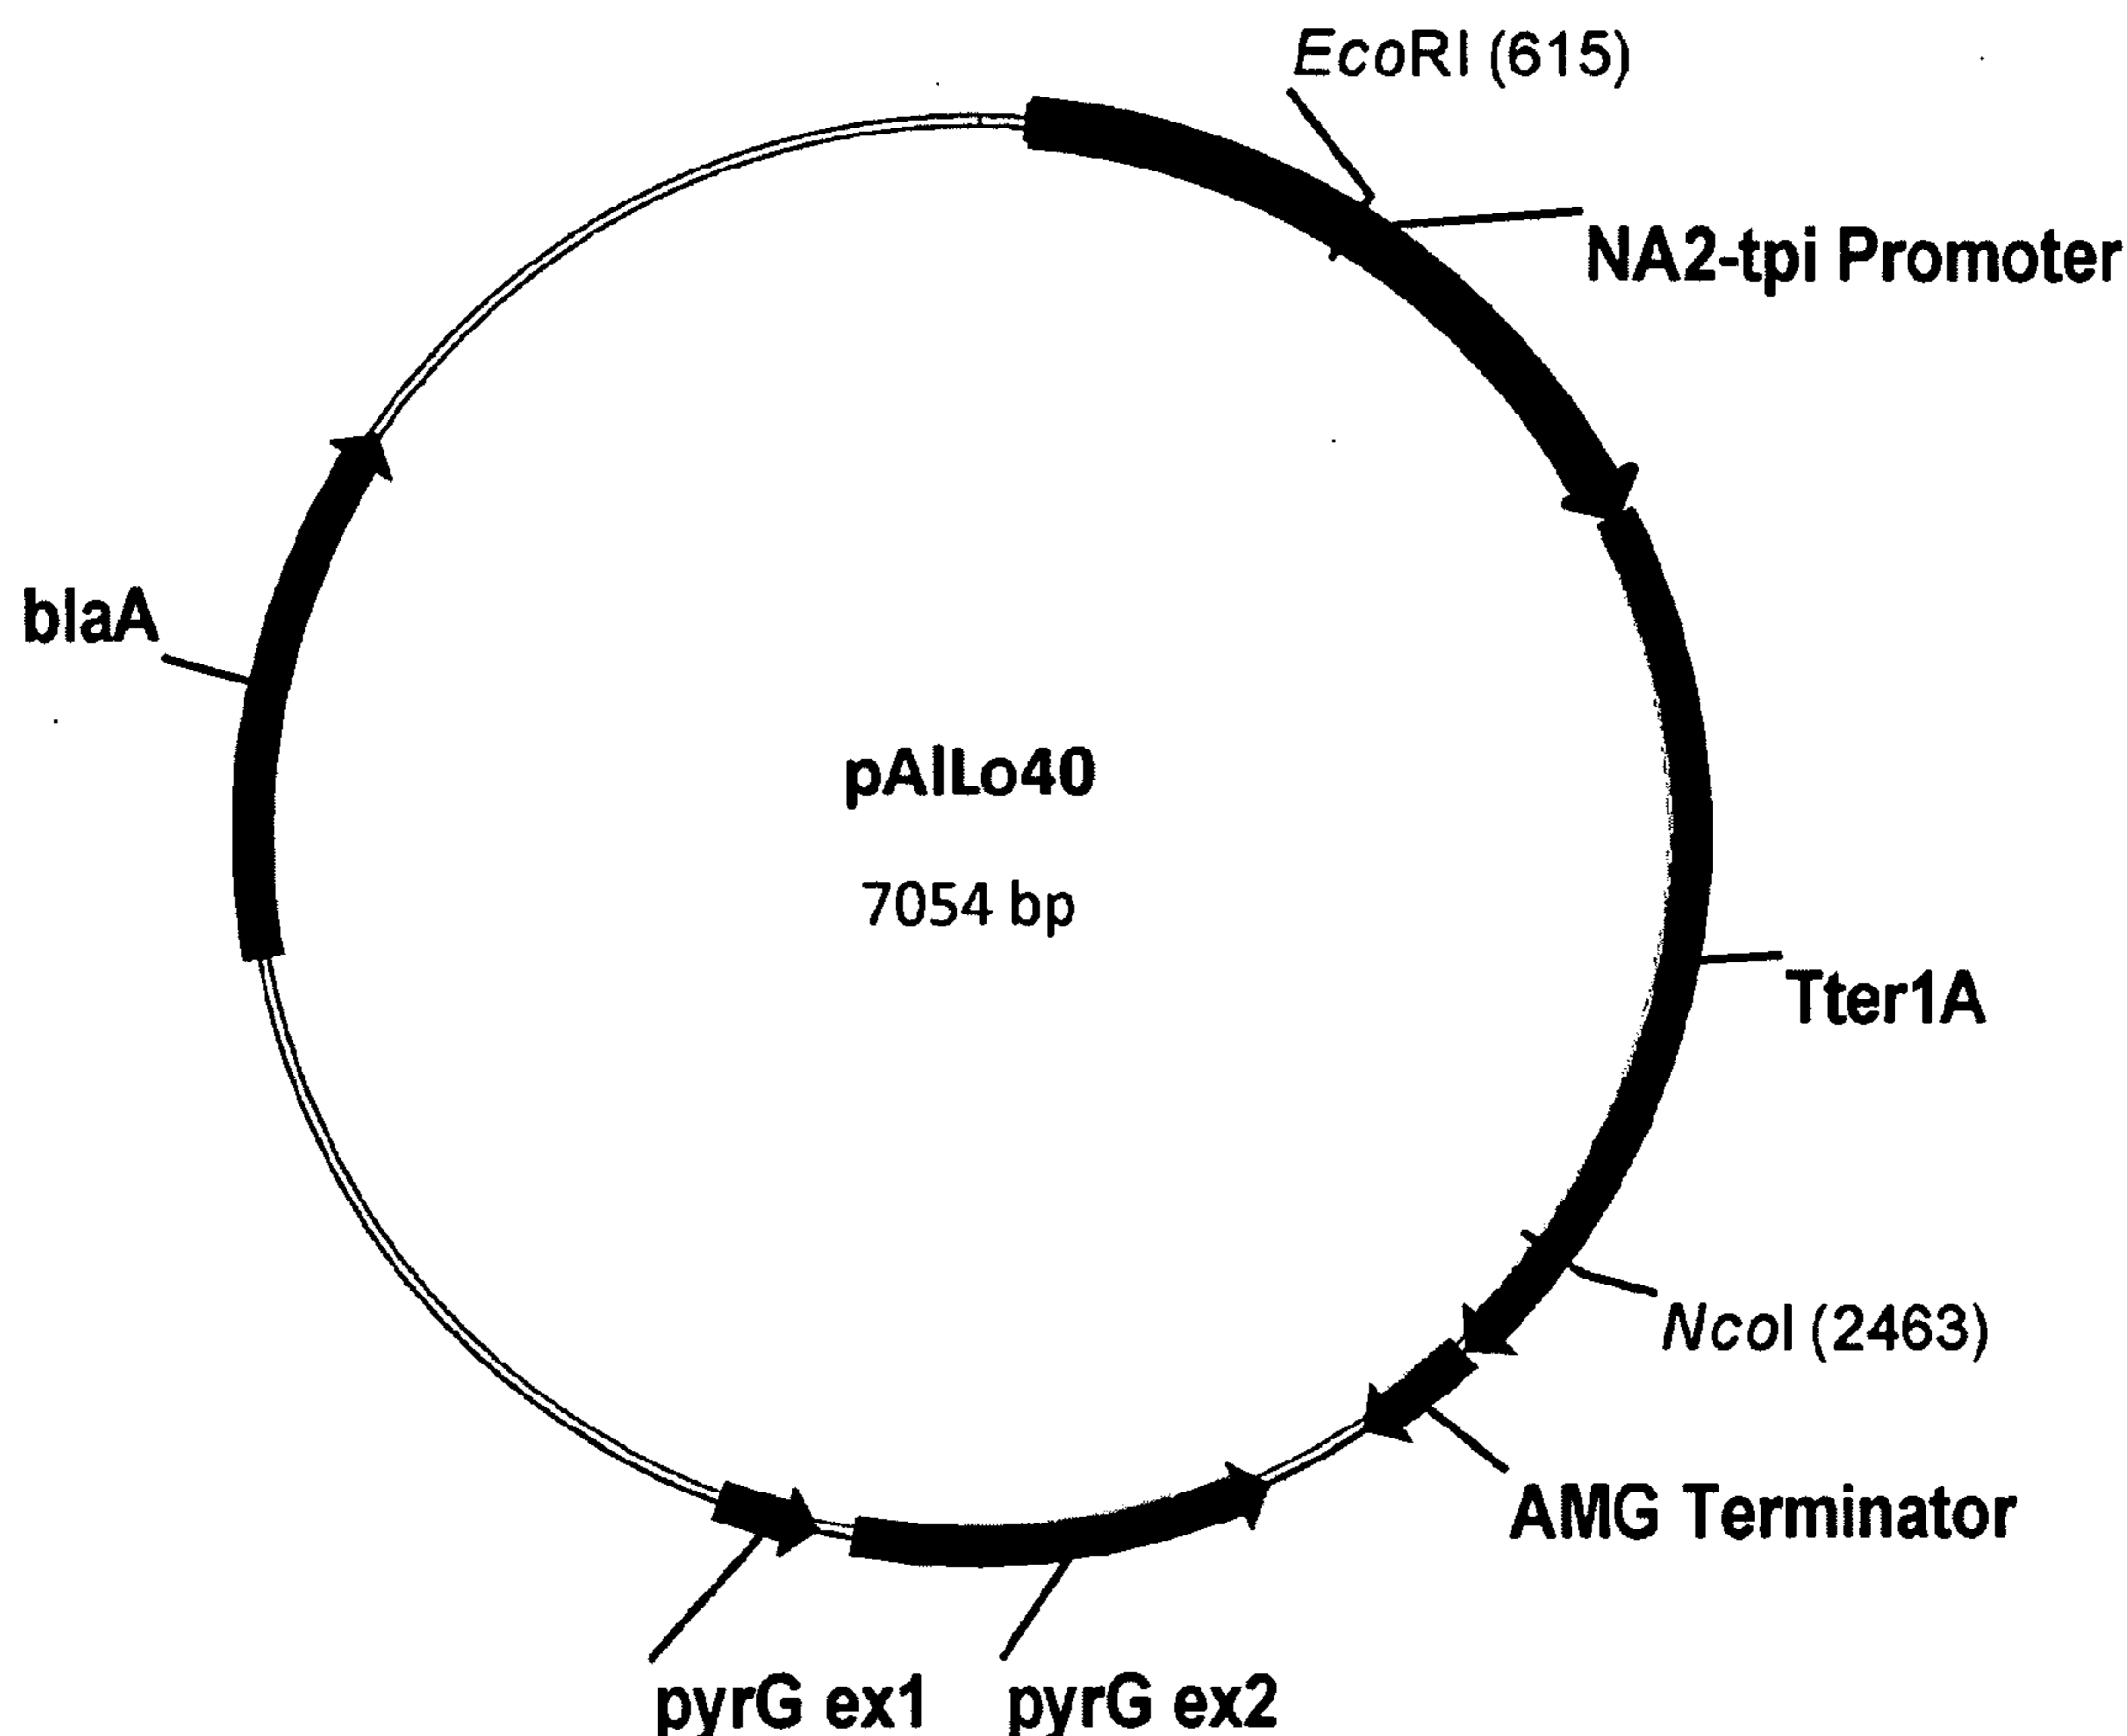 EcoRI (615)
NA2-tpi Promoter
blaA
pAlLo40
7054 bp
Tter1A
NcoI (2463)
AMG Terminator
pyrG ex1
pyrG ex2